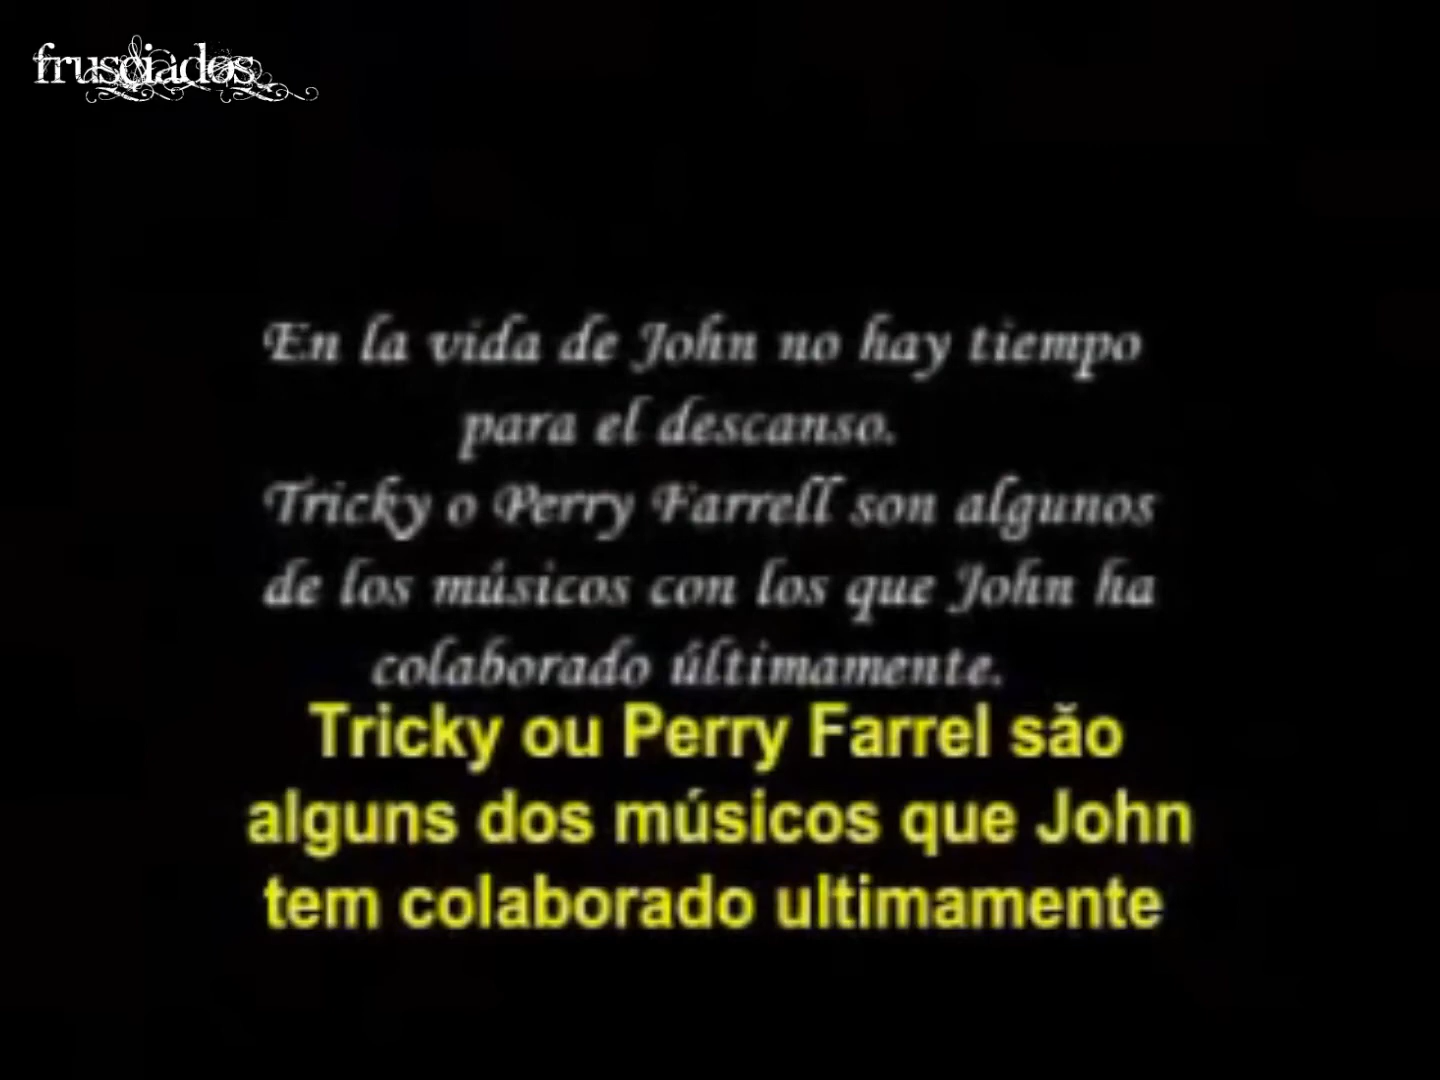 frusciados
En la vida de John no hay tiempo
para el descanso.
Tricky o Perry Farrell son algunos
de los músicos con los que John ha
colaborado últimamente.
Tricky ou Perry Farrel são
alguns dos músicos que John
tem colaborado ultimamente